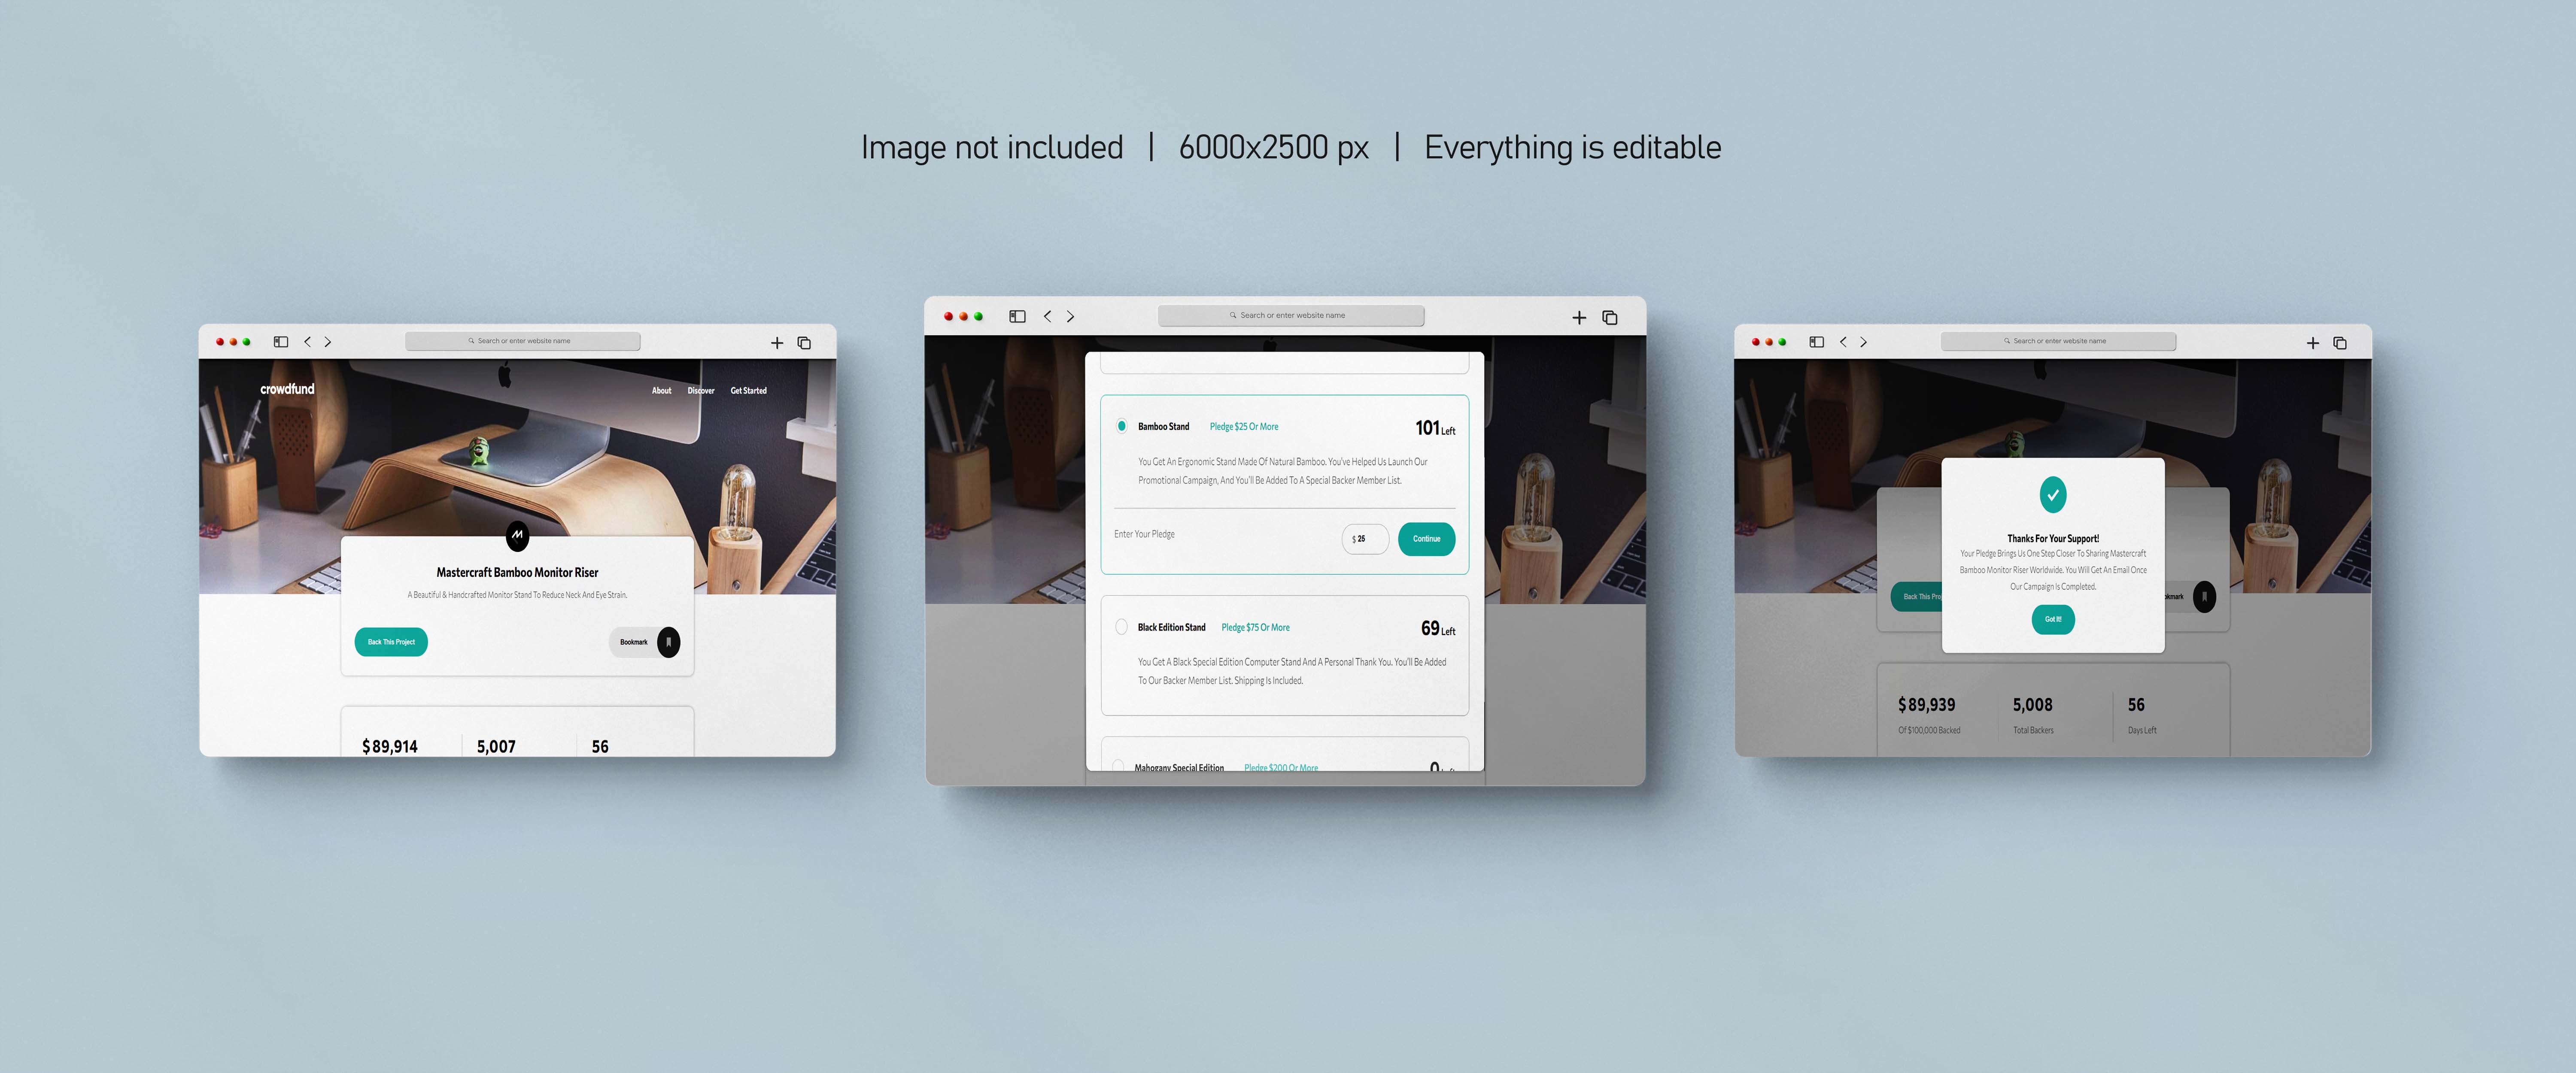 Image not included | 6000x2500 px | Everything is editable
Search or enter website name
crowdfund
About Discover Get Started
Mastercraft Bamboo Monitor Riser
A Beautiful & Handcrafted Monitor Stand To Reduce Neck And Eye Strain.
Back This Project
Bookmark
$89,914 5,007 56
Search or enter website name
Bamboo Stand Pledge $25 Or More 101 Left
You Get An Ergonomic Stand Made Of Natural Bamboo. You've Helped Us Launch Our
Promotional Campaign, And You'll Be Added To A Special Backer Member List.
Enter Your Pledge $ 25 Continue
Black Edition Stand Pledge $75 Or More 69 Left
You Get A Black Special Edition Computer Stand And A Personal Thank You. You'll Be Added
To Our Backer Member List. Shipping Is Included.
Mahogany Special Edition Pledge $200 Or More 0 Left
Search or enter website name
Thanks For Your Support!
Your Pledge Brings Us One Step Closer To Sharing Mastercraft
Bamboo Monitor Riser Worldwide. You Will Get An Email Once
Our Campaign Is Completed.
Back This Proj
okmark
Got It!
$89,939 5,008 56
Of $100,000 Backed Total Backers Days Left